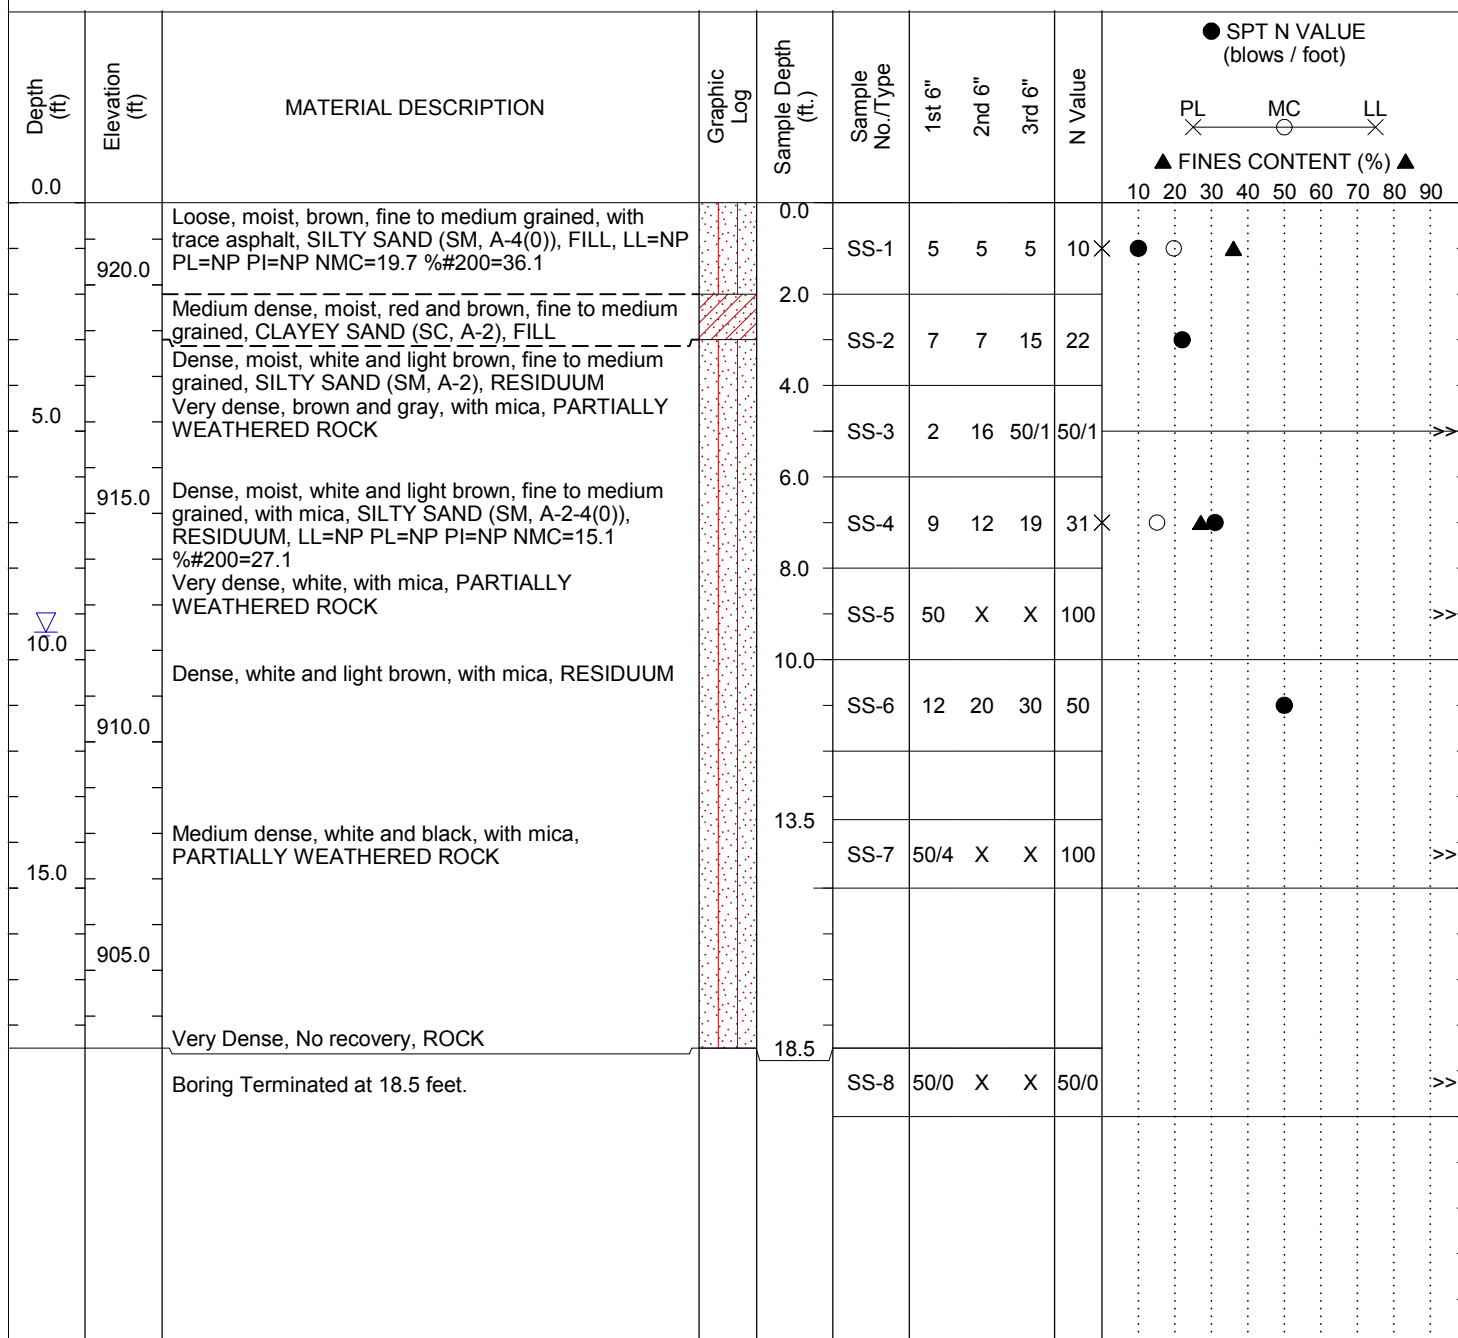 Depth (ft)
Elevation (ft)
MATERIAL DESCRIPTION
Graphic Log
Sample Depth (ft.)
Sample No./Type
1st 6"
2nd 6"
3rd 6"
N Value
● SPT N VALUE
(blows / foot)
PL MC LL
▲ FINES CONTENT (%) ▲
10 20 30 40 50 60 70 80 90
0.0
0.0
Loose, moist, brown, fine to medium grained, with
trace asphalt, SILTY SAND (SM, A-4(0)), FILL, LL=NP
PL=NP PI=NP NMC=19.7 %#200=36.1
SS-1 5 5 5 10
920.0
2.0
Medium dense, moist, red and brown, fine to medium
grained, CLAYEY SAND (SC, A-2), FILL
SS-2 7 7 15 22
Dense, moist, white and light brown, fine to medium
grained, SILTY SAND (SM, A-2), RESIDUUM
4.0
Very dense, brown and gray, with mica, PARTIALLY
WEATHERED ROCK
5.0
SS-3 2 16 50/1 50/1 >>
6.0
915.0
Dense, moist, white and light brown, fine to medium
grained, with mica, SILTY SAND (SM, A-2-4(0)),
RESIDUUM, LL=NP PL=NP PI=NP NMC=15.1
%#200=27.1
SS-4 9 12 19 31
8.0
Very dense, white, with mica, PARTIALLY
WEATHERED ROCK
SS-5 50 X X 100 >>
10.0
10.0
Dense, white and light brown, with mica, RESIDUUM
SS-6 12 20 30 50
910.0
13.5
Medium dense, white and black, with mica,
PARTIALLY WEATHERED ROCK
SS-7 50/4 X X 100 >>
15.0
905.0
Very Dense, No recovery, ROCK
18.5
Boring Terminated at 18.5 feet.
SS-8 50/0 X X 50/0 >>